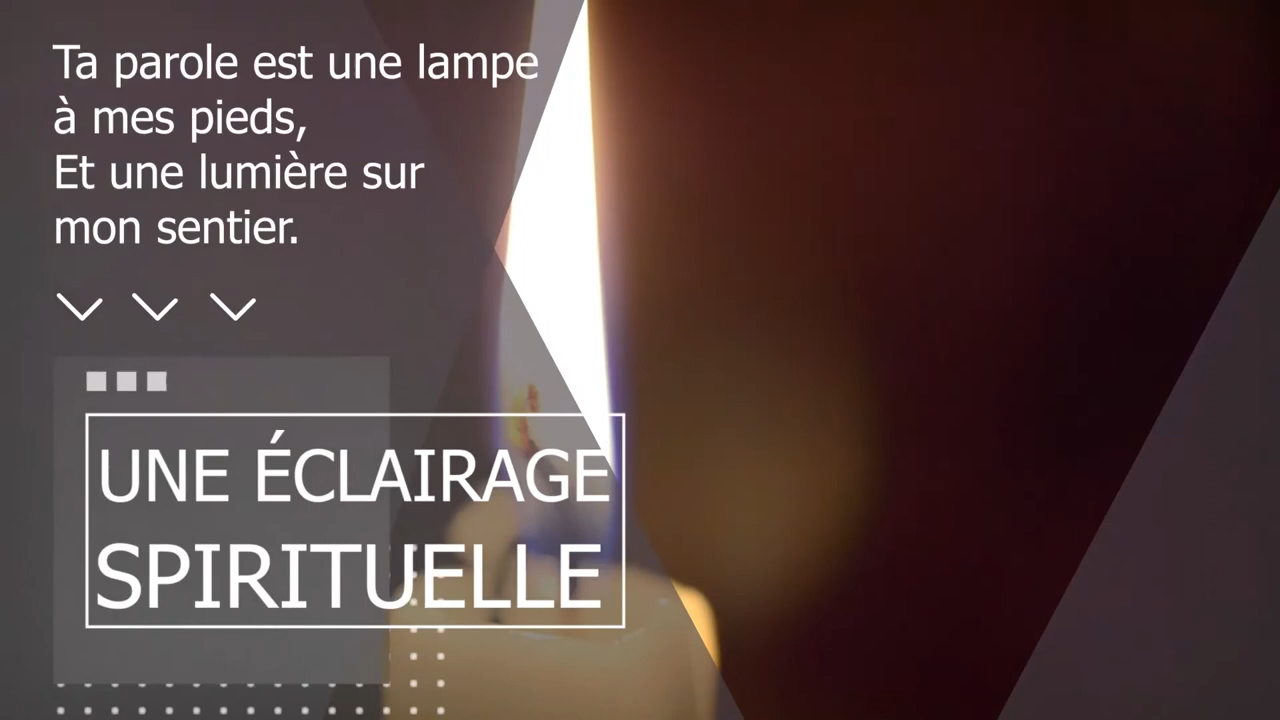 Ta parole est une lampe
à mes pieds,
Et une lumière sur
mon sentier.
UNE ÉCLAIRAGE
SPIRITUELLE